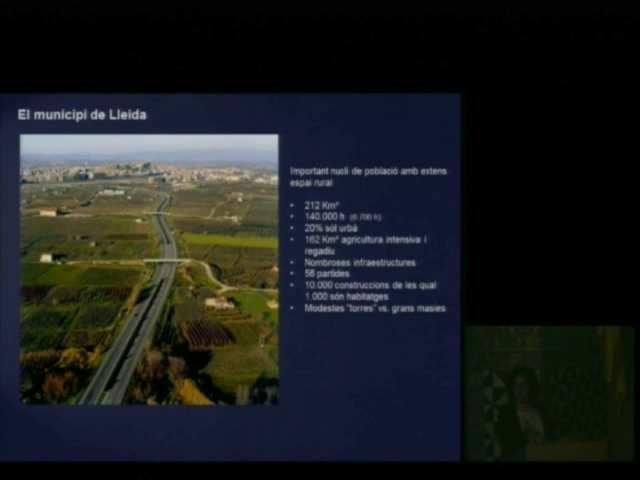 El municipi de Lleida
Important nucli de població amb extens
espai rural
• 212 Km²
• 140.000 h (6.700 h)
• 20% sòl urbà
• 162 Km² agricultura intensiva i
regadiu
• Nombroses infraestructures
• 56 partides
• 10.000 construccions de les qual
1.000 són habitatges
• Modestes "torres" vs. grans masies